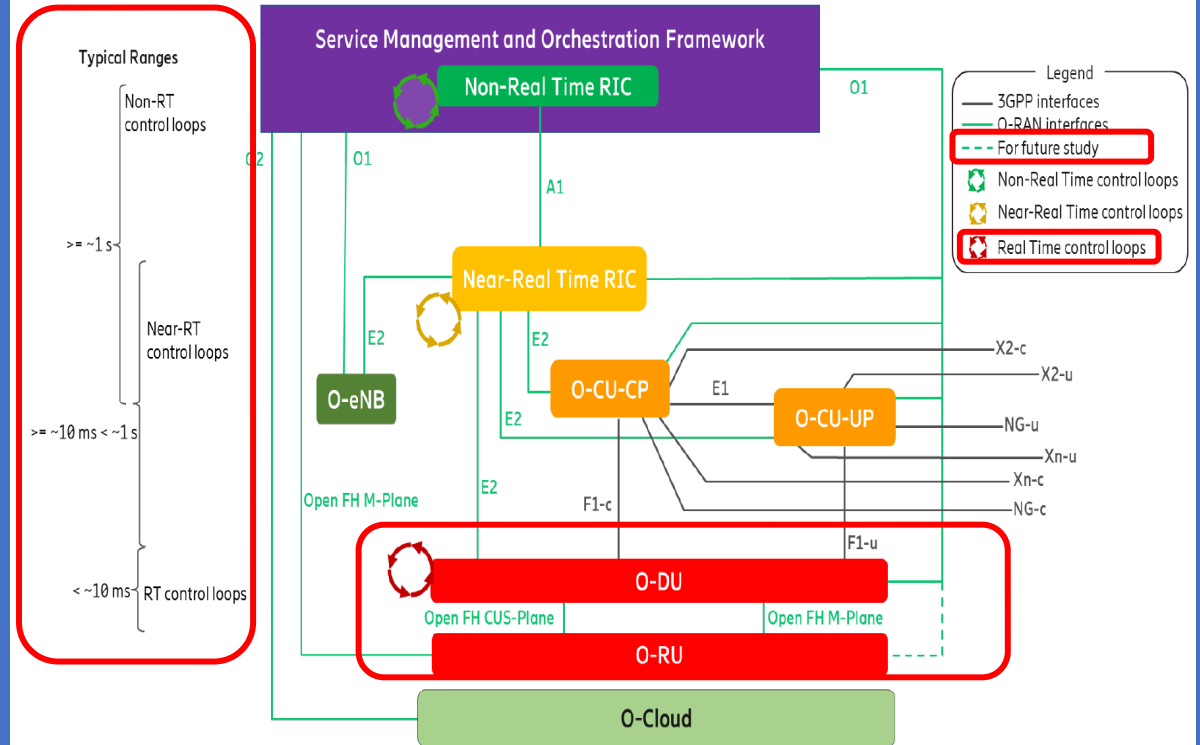 Typical Ranges
Non-RT
control loops
>= ~1 s
Near-RT
control loops
>= ~10 ms < ~1 s
< ~10 ms
RT control loops
Service Management and Orchestration Framework
Non-Real Time RIC
O1
O2
O1
A1
Legend
3GPP interfaces
O-RAN interfaces
For future study
Non-Real Time control loops
Near-Real Time control loops
Real Time control loops
Near-Real Time RIC
E2
E2
O-eNB
O-CU-CP
E1
O-CU-UP
E2
X2-c
X2-u
NG-u
Xn-u
Xn-c
NG-c
Open FH M-Plane
E2
F1-c
F1-u
O-DU
Open FH CUS-Plane
Open FH M-Plane
O-RU
O-Cloud